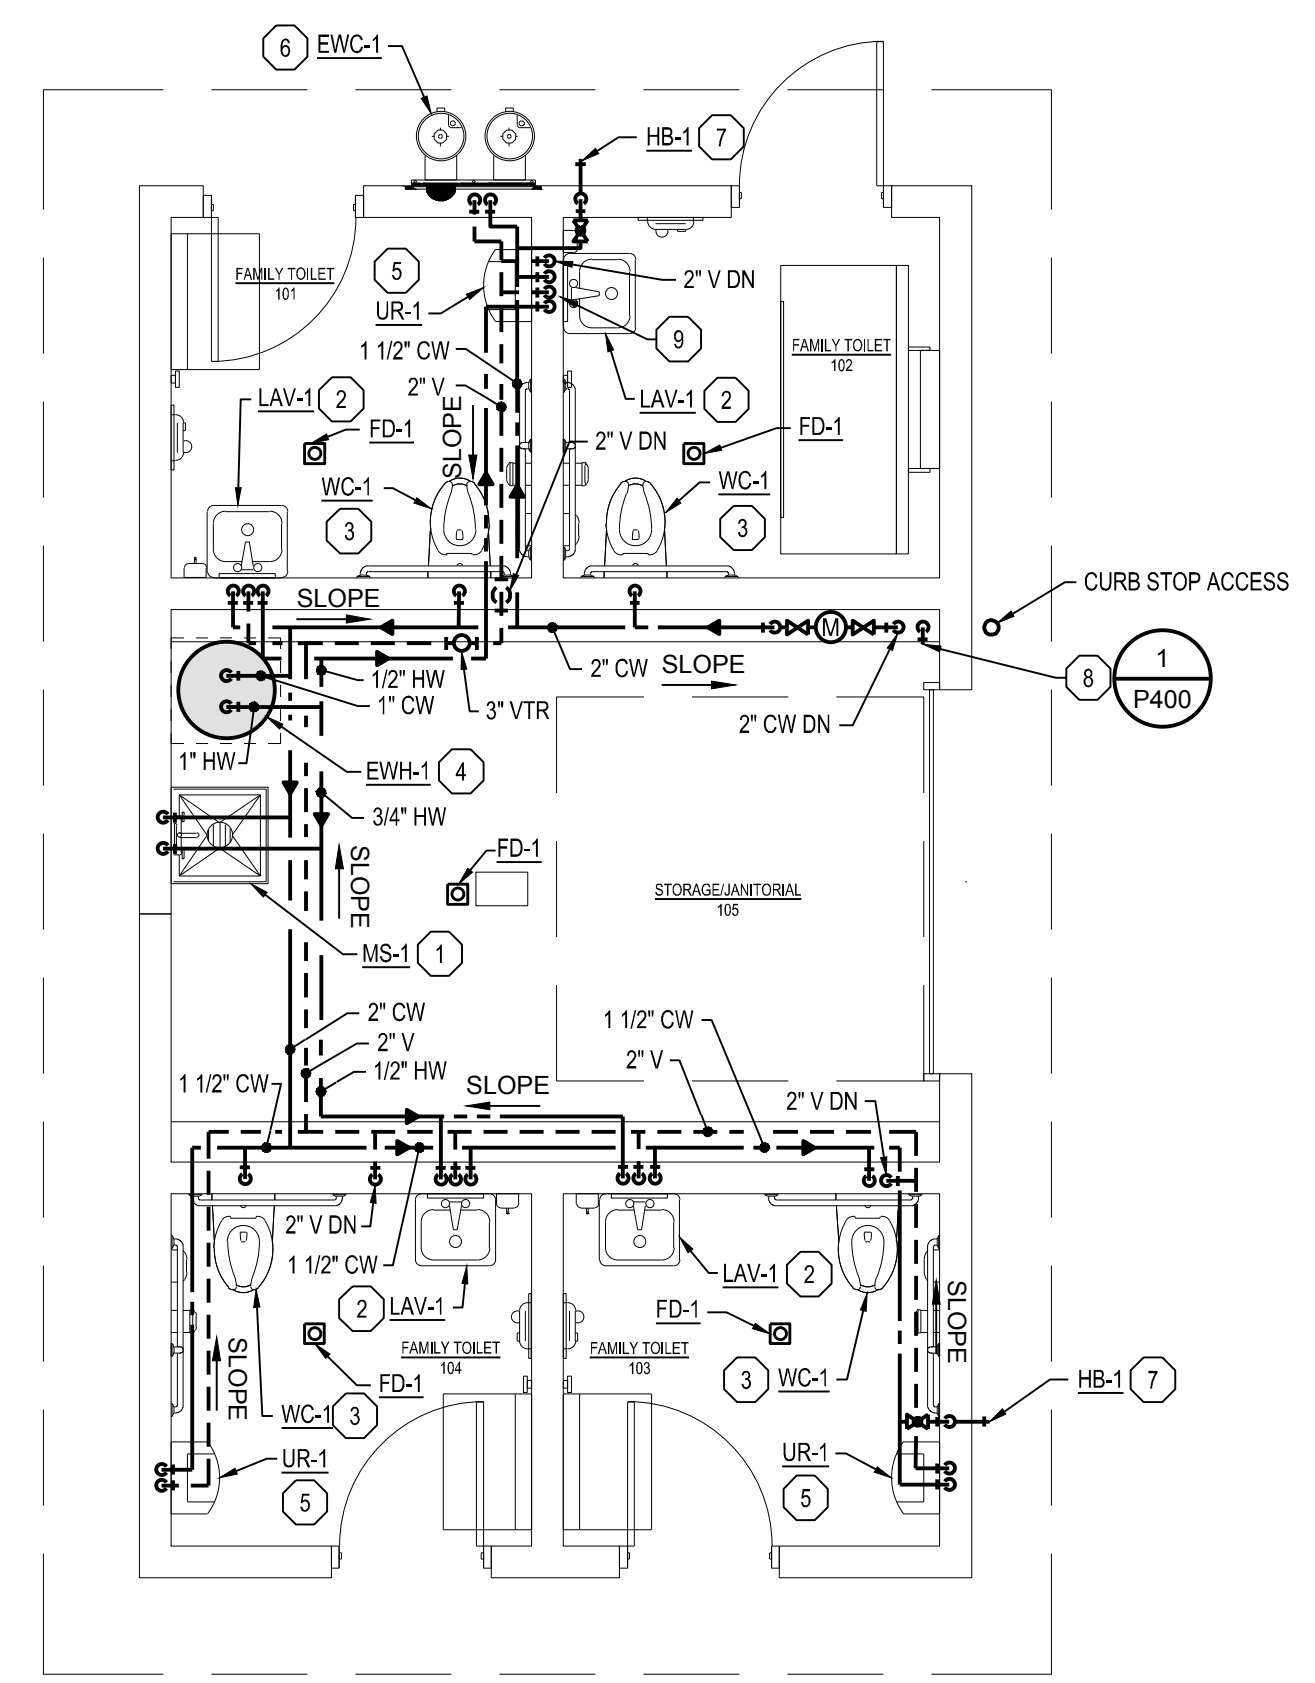 6 EWC-1
HB-1 7
FAMILY TOILET
101
5
UR-1
2" V DN
9
1 1/2" CW
2" V
FAMILY TOILET
102
LAV-1 2
FD-1
SLOPE
2" V DN
LAV-1 2
FD-1
WC-1
3
WC-1
3
SLOPE
CURB STOP ACCESS
M
1/2" HW
1" CW
3" VTR
2" CW
SLOPE
2" CW DN
8
1
P400
1" HW
EWH-1 4
3/4" HW
SLOPE
FD-1
STORAGE/JANITORIAL
105
MS-1 1
2" CW
2" V
1/2" HW
1 1/2" CW
SLOPE
1 1/2" CW
2" V
2" V DN
2" V DN
1 1/2" CW
2 LAV-1
LAV-1 2
FD-1
FAMILY TOILET
104
FAMILY TOILET
103
SLOPE
SLOPE
FD-1
WC-1 3
3 WC-1
HB-1 7
UR-1
5
UR-1
5